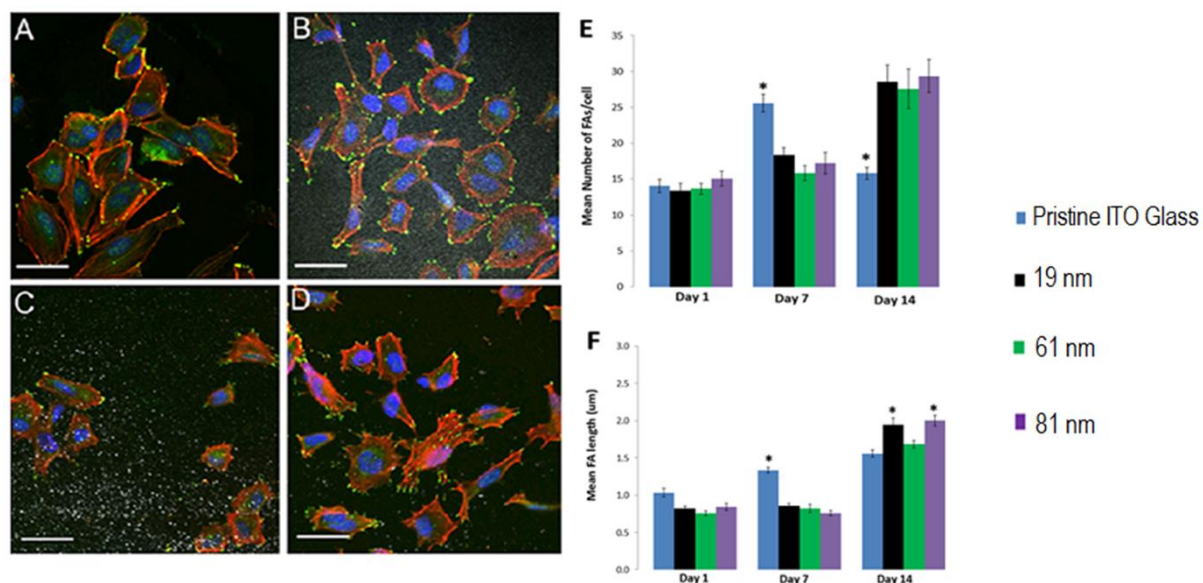 A
B
C
D
E
Mean Number of FAs/cell
35
30
25
20
15
10
5
0
*
*
Day 1
Day 7
Day 14
F
Mean FA length (um)
3.0
2.5
2.0
1.5
1.0
0.5
0.0
*
*
*
Day 1
Day 7
Day 14
Pristine ITO Glass
19 nm
61 nm
81 nm